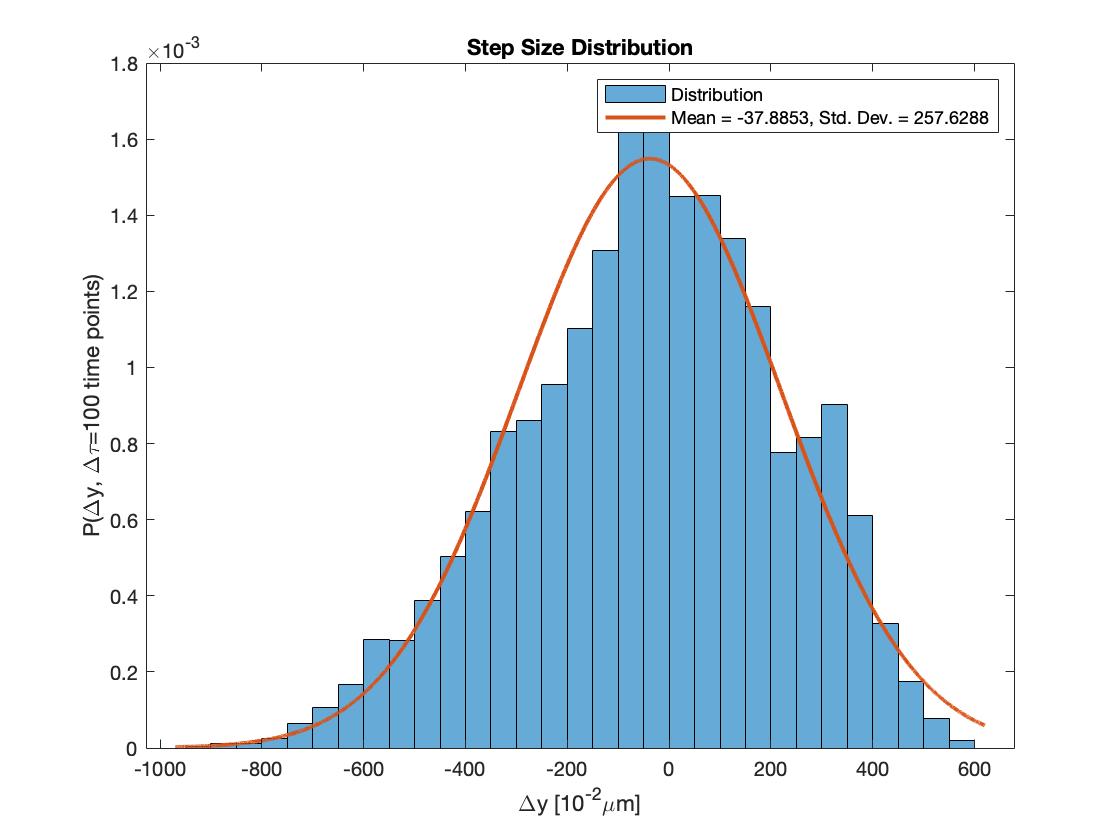 Step Size Distribution
×10⁻³
Distribution
Mean = -37.8853, Std. Dev. = 257.6288
1.8
1.6
1.4
1.2
1
0.8
0.6
0.4
0.2
0
P(Δy, Δτ=100 time points)
-1000 -800 -600 -400 -200 0 200 400 600
Δy [10⁻²μm]